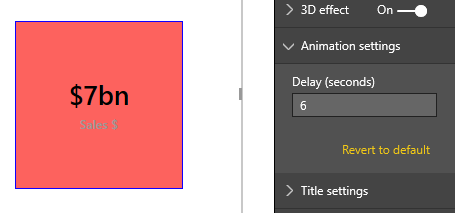 $7bn
Sales $
3D effect
On
Animation settings
Delay (seconds)
6
Revert to default
Title settings